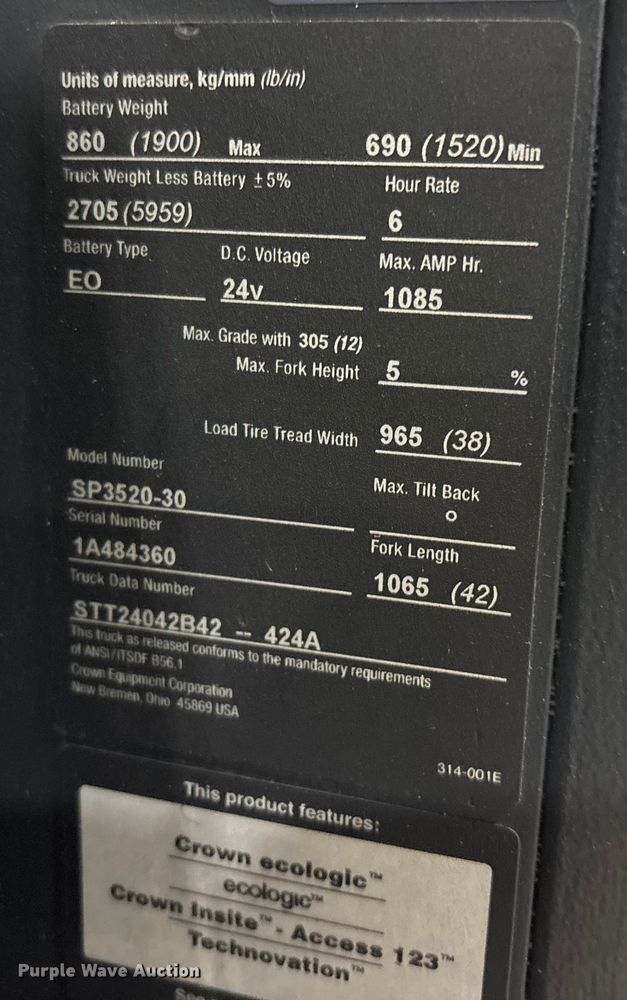 Units of measure, kg/mm (lb/in)
Battery Weight
860 (1900) Max 690 (1520) Min
Truck Weight Less Battery ±5% Hour Rate
2705 (5959) 6
Battery Type D.C. Voltage Max. AMP Hr.
EO 24v 1085
Max. Grade with 305 (12)
Max. Fork Height 5 %
Load Tire Tread Width 965 (38)
Model Number Max. Tilt Back
SP3520-30 °
Serial Number Fork Length
1A484360 1065 (42)
Truck Data Number
STT24042B42 -- 424A
This truck as released conforms to the mandatory requirements
of ANSI/ITSDF B56.1
Crown Equipment Corporation
New Bremen, Ohio 45869 USA
314-001E
This product features:
Crown ecologic™
ecologic™
Crown Insite™ - Access 123™
Technovation™
Purple Wave Auction